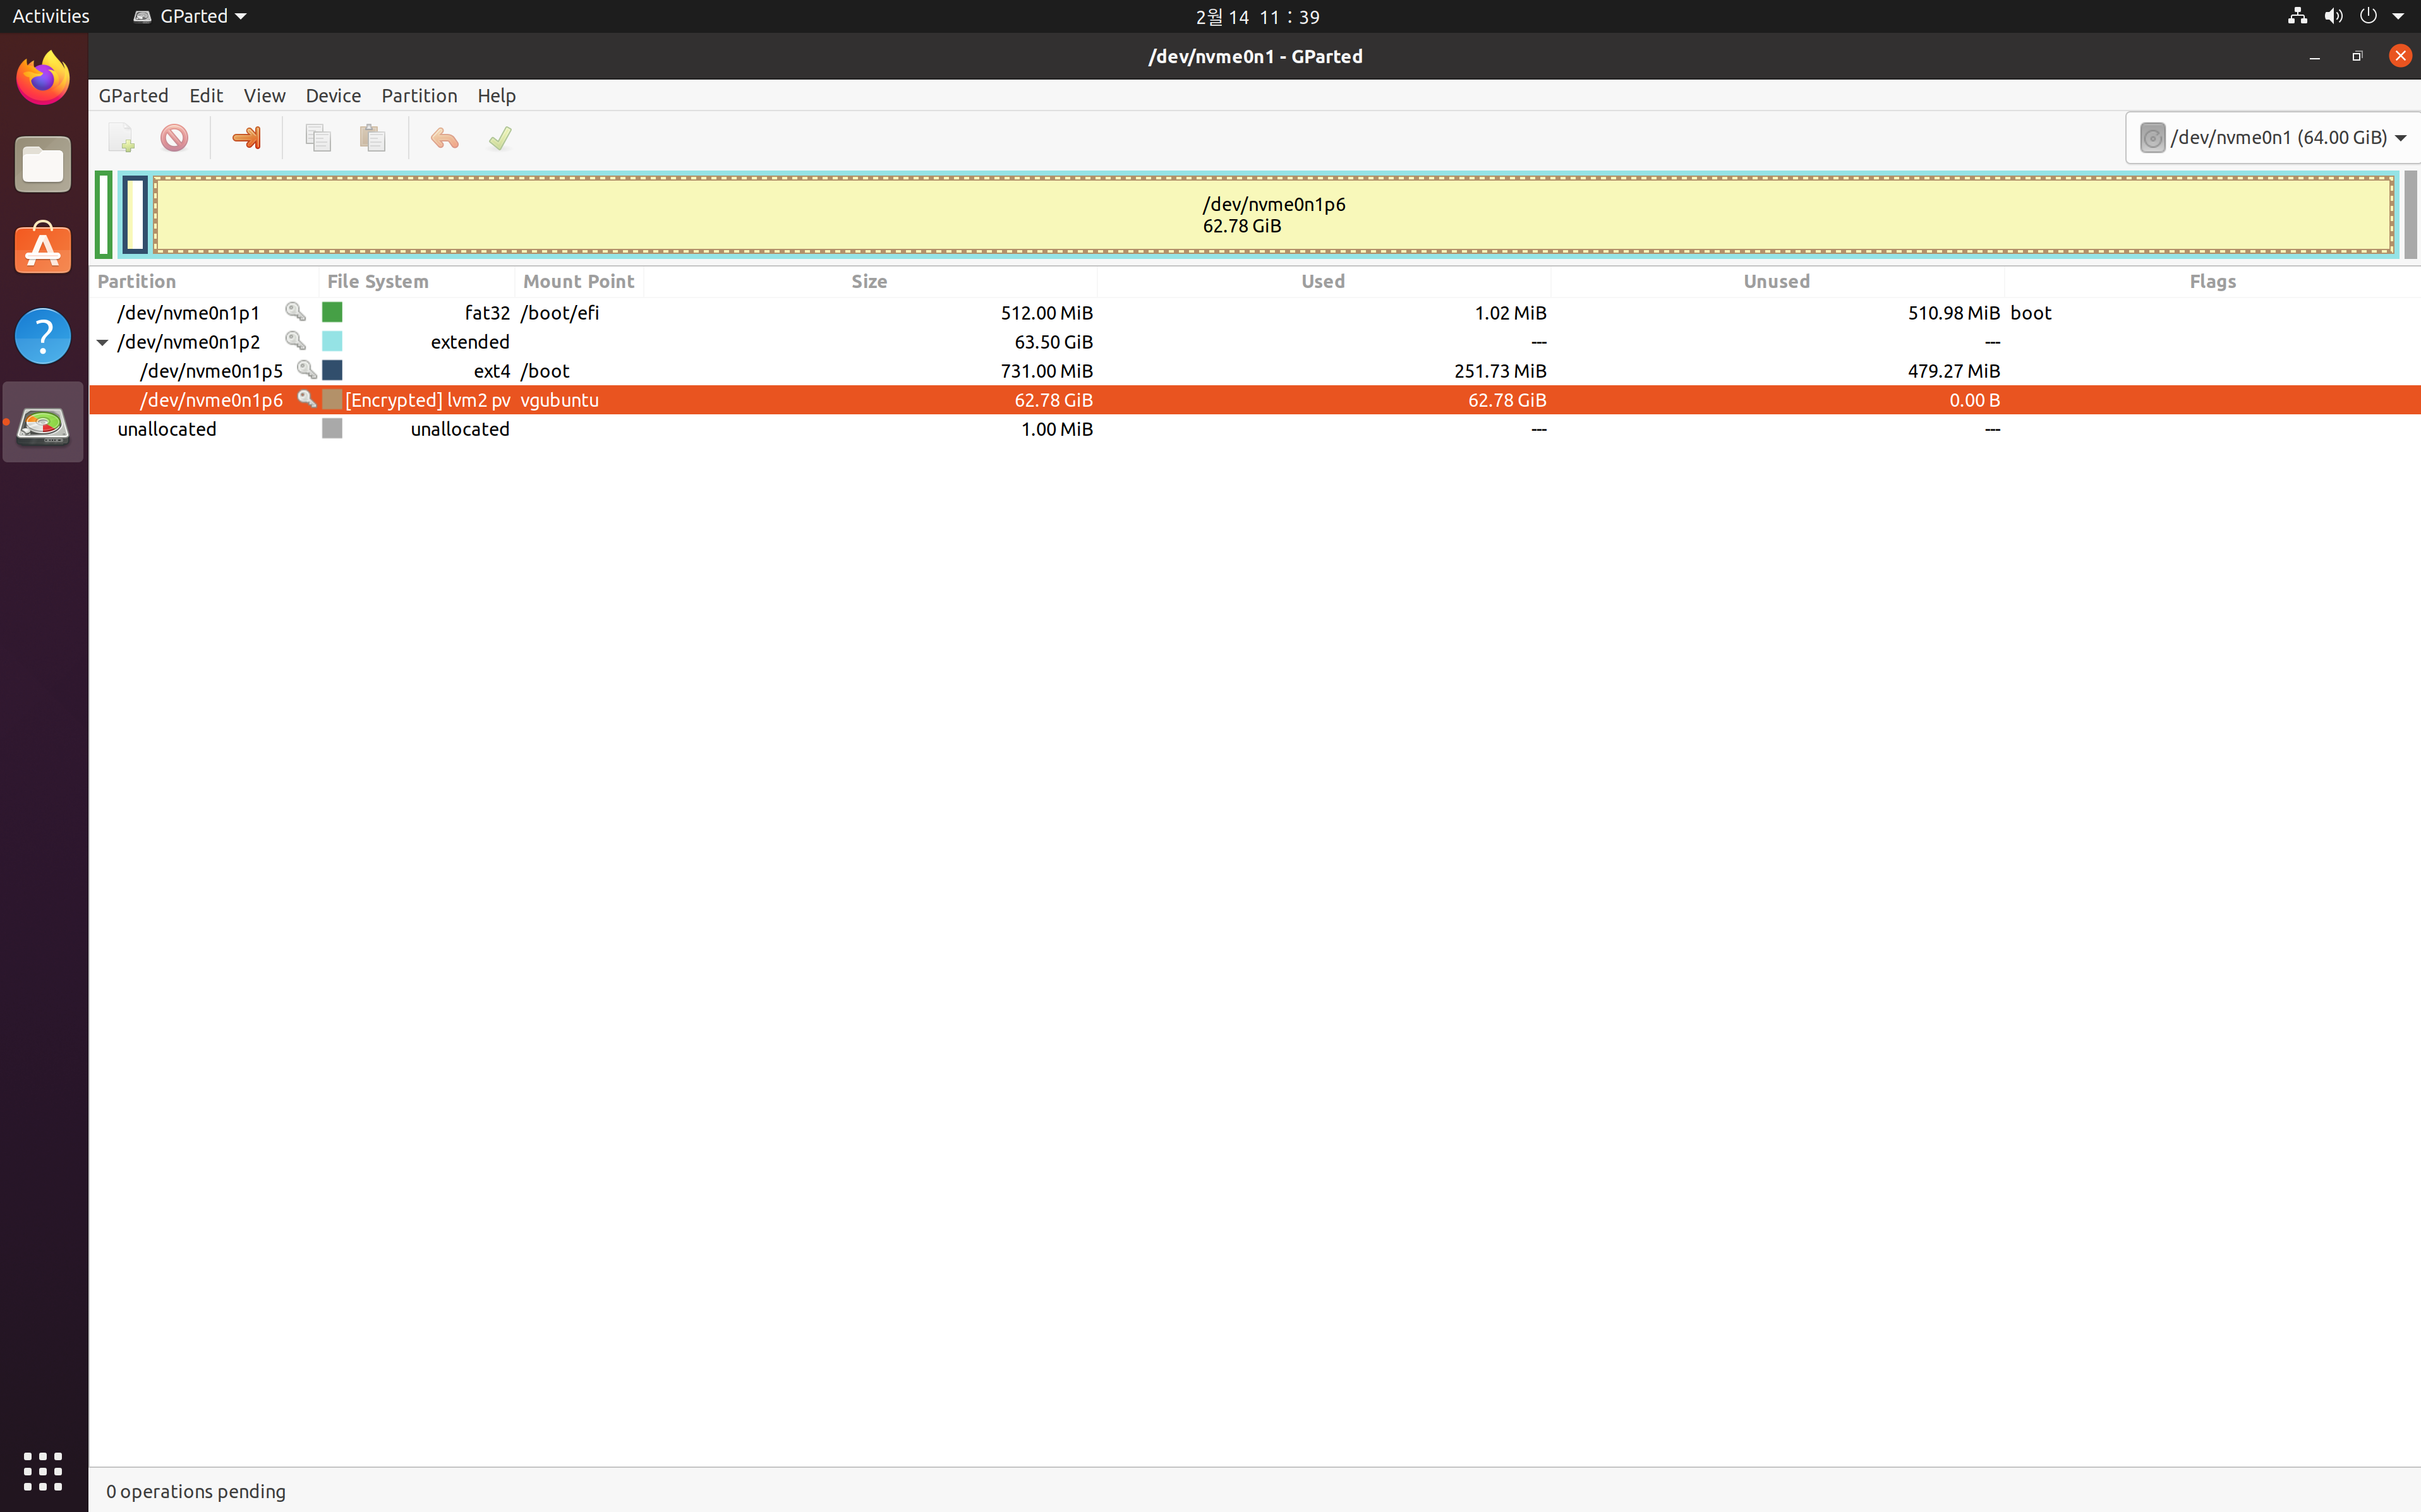 Activities GParted 2월 14 11 : 39
/dev/nvme0n1 - GParted
GParted Edit View Device Partition Help
/dev/nvme0n1 (64.00 GiB)
/dev/nvme0n1p6
62.78 GiB
Partition File System Mount Point Size Used Unused Flags
/dev/nvme0n1p1 fat32 /boot/efi 512.00 MiB 1.02 MiB 510.98 MiB boot
/dev/nvme0n1p2 extended 63.50 GiB --- ---
/dev/nvme0n1p5 ext4 /boot 731.00 MiB 251.73 MiB 479.27 MiB
/dev/nvme0n1p6 [Encrypted] lvm2 pv vgubuntu 62.78 GiB 62.78 GiB 0.00 B
unallocated unallocated 1.00 MiB --- ---
0 operations pending